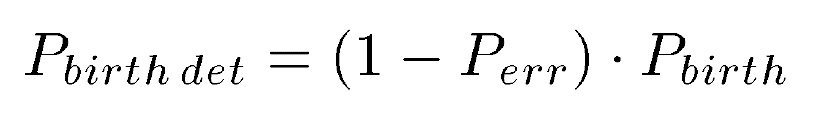 P_{birth det} = (1 − P_{err}) · P_{birth}